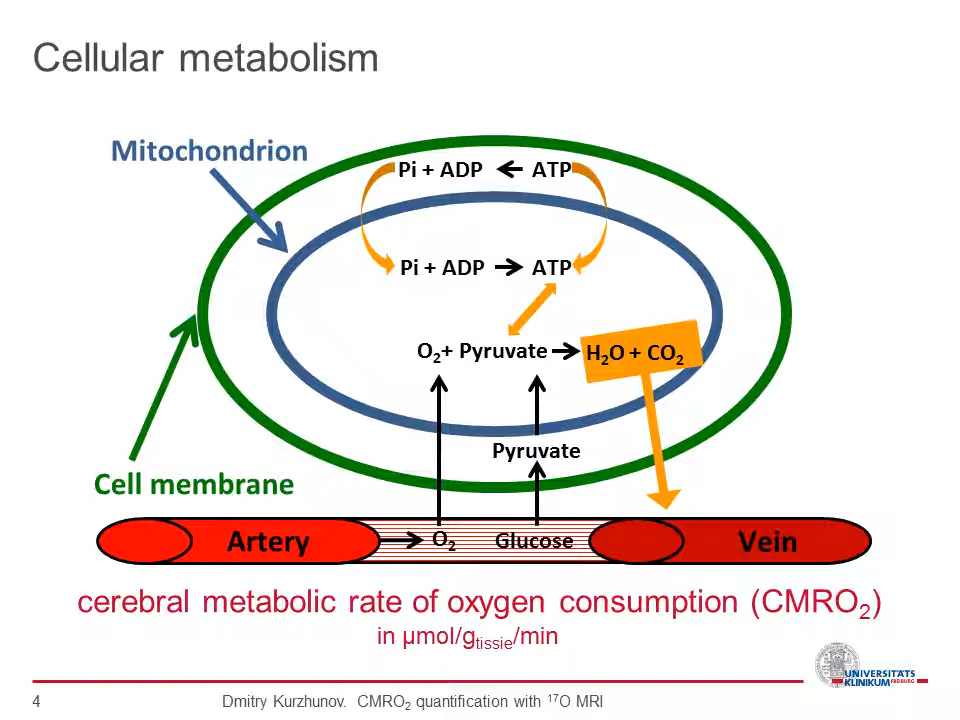 Cellular metabolism
Mitochondrion
Pi + ADP ATP
Pi + ADP ATP
O₂+ Pyruvate H₂O + CO₂
Pyruvate
Cell membrane
Artery O₂ Glucose Vein
cerebral metabolic rate of oxygen consumption (CMRO₂)
in µmol/g_tissie/min
UNIVERSITÄTS
KLINIKUM FREIBURG
4 Dmitry Kurzhunov. CMRO₂ quantification with ¹⁷O MRI